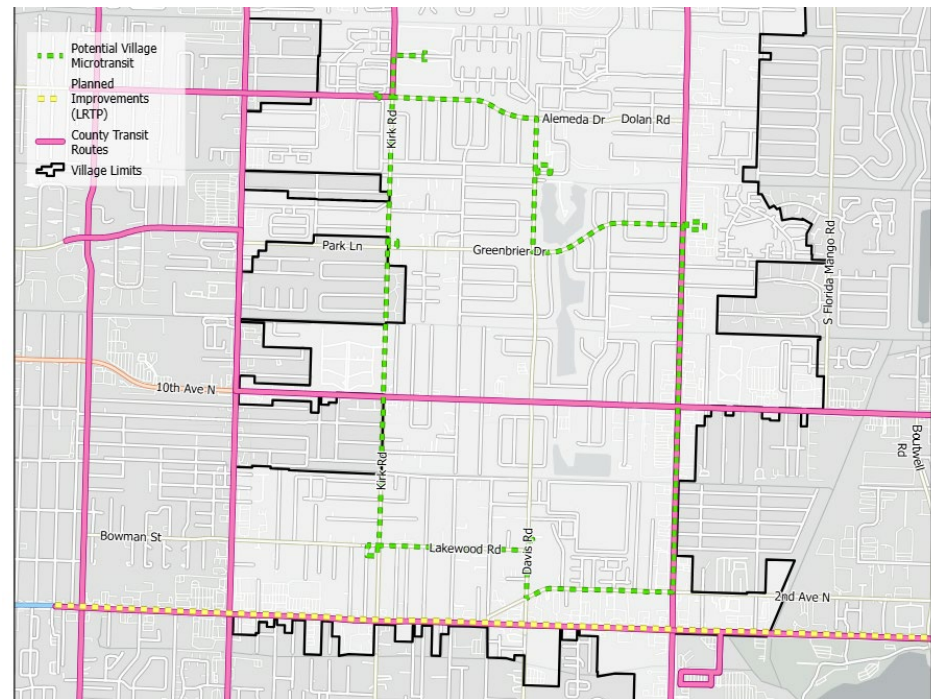 Potential Village
Microtransit
Planned
Improvements
(LRTP)
County Transit
Routes
Village Limits
Kirk Rd
Alemeda Dr
Dolan Rd
Park Ln
Greenbrier Dr
S Florida Mango Rd
10th Ave N
Boutwell
Rd
Kirk Rd
Bowman St
Lakewood Rd
Davis Rd
2nd Ave N